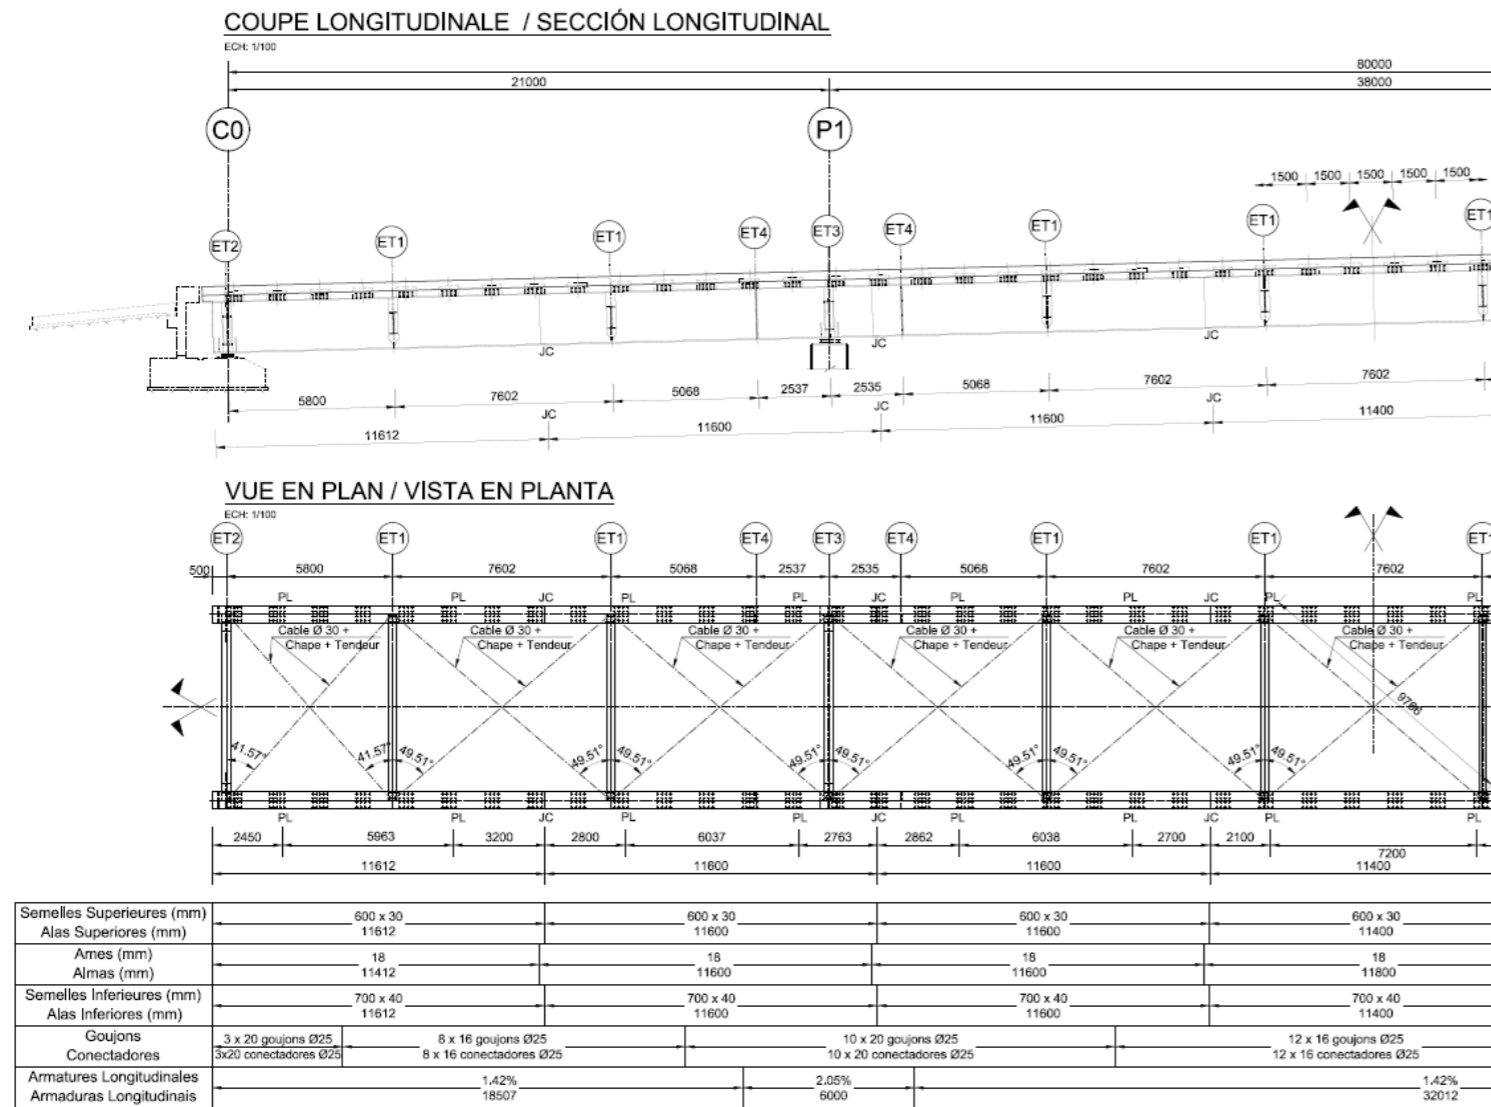 COUPE LONGITUDINALE / SECCIÓN LONGITUDINAL
ECH: 1/100
80000
21000 38000
C0 P1
1500 1500 1500 1500 1500
ET2 ET1 ET1 ET4 ET3 ET4 ET1 ET1 ET1
JC JC JC
5800 7602 5068 2537 2535 5068 7602 7602
JC JC JC
11612 11600 11600 11400
VUE EN PLAN / VISTA EN PLANTA
ECH: 1/100
ET2 ET1 ET1 ET4 ET3 ET4 ET1 ET1 ET1
500 5800 7602 5068 2537 2535 5068 7602 7602
PL PL PL PL JC PL PL JC PL PL
Cable Ø 30 + Cable Ø 30 + Cable Ø 30 + Cable Ø 30 + Cable Ø 30 + Cable Ø 30 +
Chape + Tendeur Chape + Tendeur Chape + Tendeur Chape + Tendeur Chape + Tendeur Chape + Tendeur
9786
41.57° 41.57° 49.51° 49.51° 49.51° 49.51° 49.51° 49.51° 49.51° 49.51° 49.51°
PL PL JC PL PL JC PL PL JC PL PL
2450 5963 3200 2800 6037 2763 2862 6038 2700 2100 7200
11612 11600 11600 11400
Semelles Superieures (mm) 600 x 30 600 x 30 600 x 30 600 x 30
Alas Superiores (mm) 11612 11600 11600 11400
Ames (mm) 18 18 18 18
Almas (mm) 11412 11600 11600 11800
Semelles Inferieures (mm) 700 x 40 700 x 40 700 x 40 700 x 40
Alas Inferiores (mm) 11612 11600 11600 11400
Goujons 3 x 20 goujons Ø25 8 x 16 goujons Ø25 10 x 20 goujons Ø25 12 x 16 goujons Ø25
Conectadores 3x20 conectadores Ø25 8 x 16 conectadores Ø25 10 x 20 conectadores Ø25 12 x 16 conectadores Ø25
Armatures Longitudinales 1.42% 2.05% 1.42%
Armaduras Longitudinais 18507 6000 32012